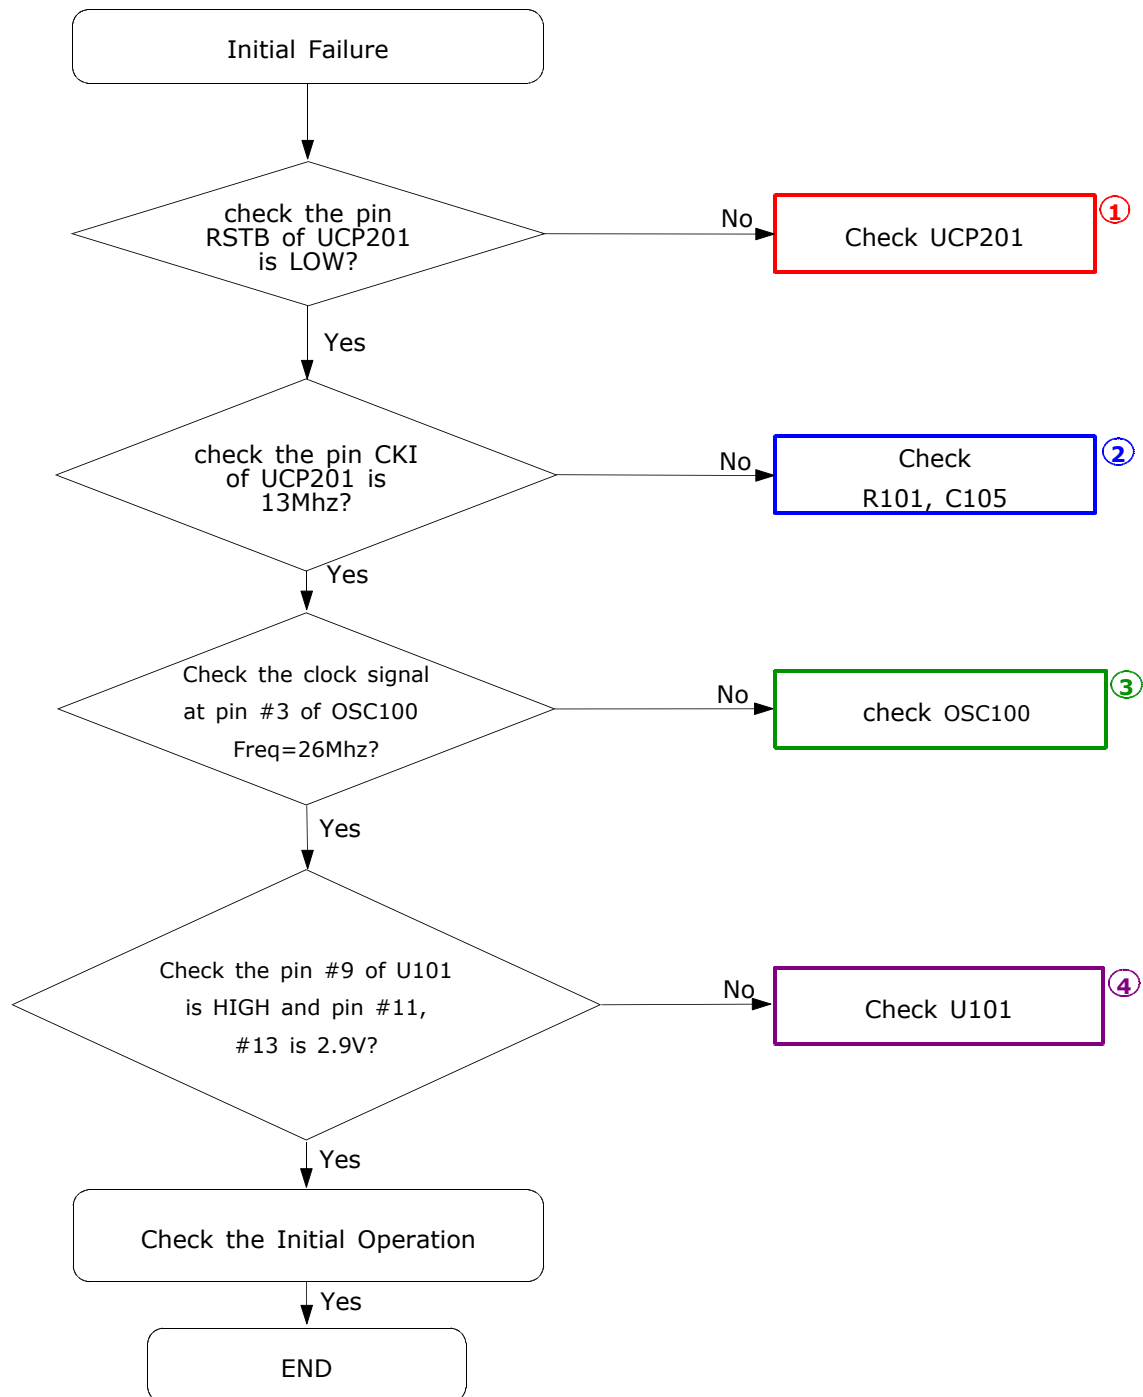 Initial Failure
check the pin
RSTB of UCP201
is LOW?
No
Check UCP201
1
Yes
check the pin CKI
of UCP201 is
13Mhz?
No
Check
R101, C105
2
Yes
Check the clock signal
at pin #3 of OSC100
Freq=26Mhz?
No
check OSC100
3
Yes
Check the pin #9 of U101
is HIGH and pin #11,
#13 is 2.9V?
No
Check U101
4
Yes
Check the Initial Operation
Yes
END